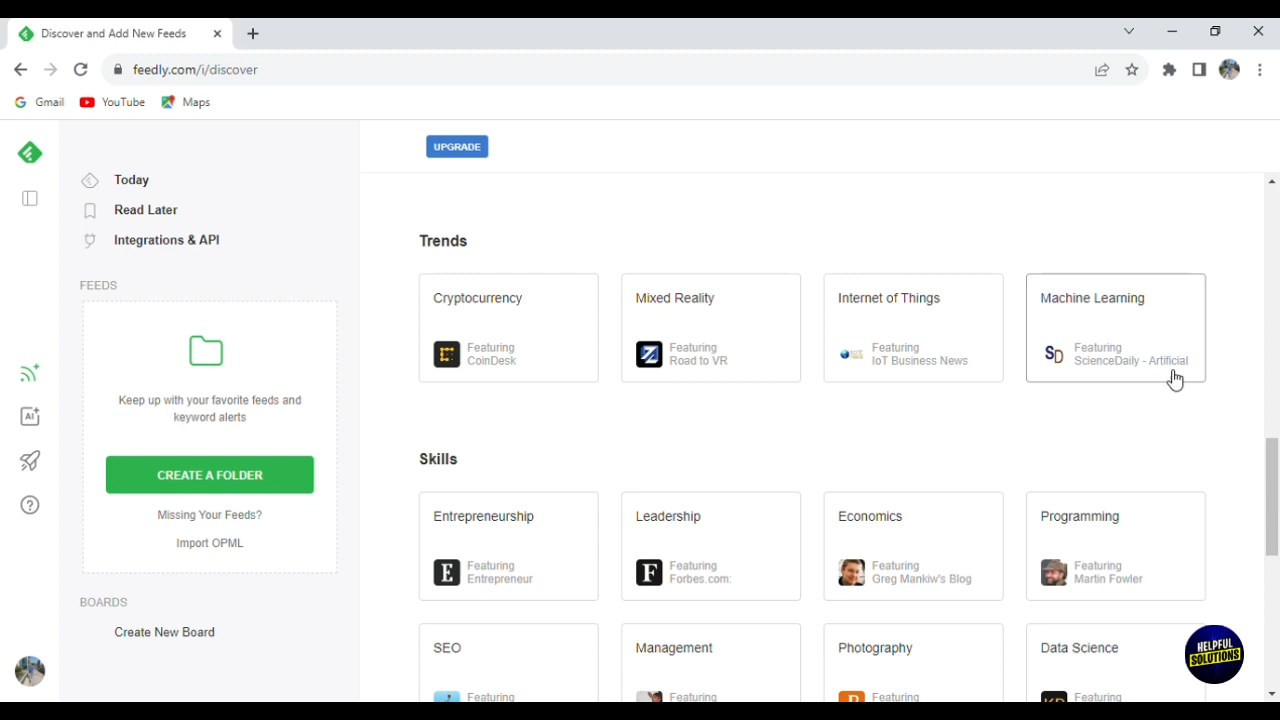 Discover and Add New Feeds
feedly.com/i/discover
Gmail YouTube Maps
UPGRADE
Today
Read Later
Integrations & API
FEEDS
Keep up with your favorite feeds and
keyword alerts
CREATE A FOLDER
Missing Your Feeds?
Import OPML
BOARDS
Create New Board
AI
Trends
Cryptocurrency
Featuring
CoinDesk
Mixed Reality
Featuring
Road to VR
Internet of Things
Featuring
IoT Business News
Machine Learning
SD
Featuring
ScienceDaily - Artificial
Skills
Entrepreneurship
E
Featuring
Entrepreneur
Leadership
F
Featuring
Forbes.com:
Economics
Featuring
Greg Mankiw's Blog
Programming
Featuring
Martin Fowler
SEO
Featuring
Management
Featuring
Photography
Featuring
Data Science
Featuring
HELPFUL
SOLUTIONS